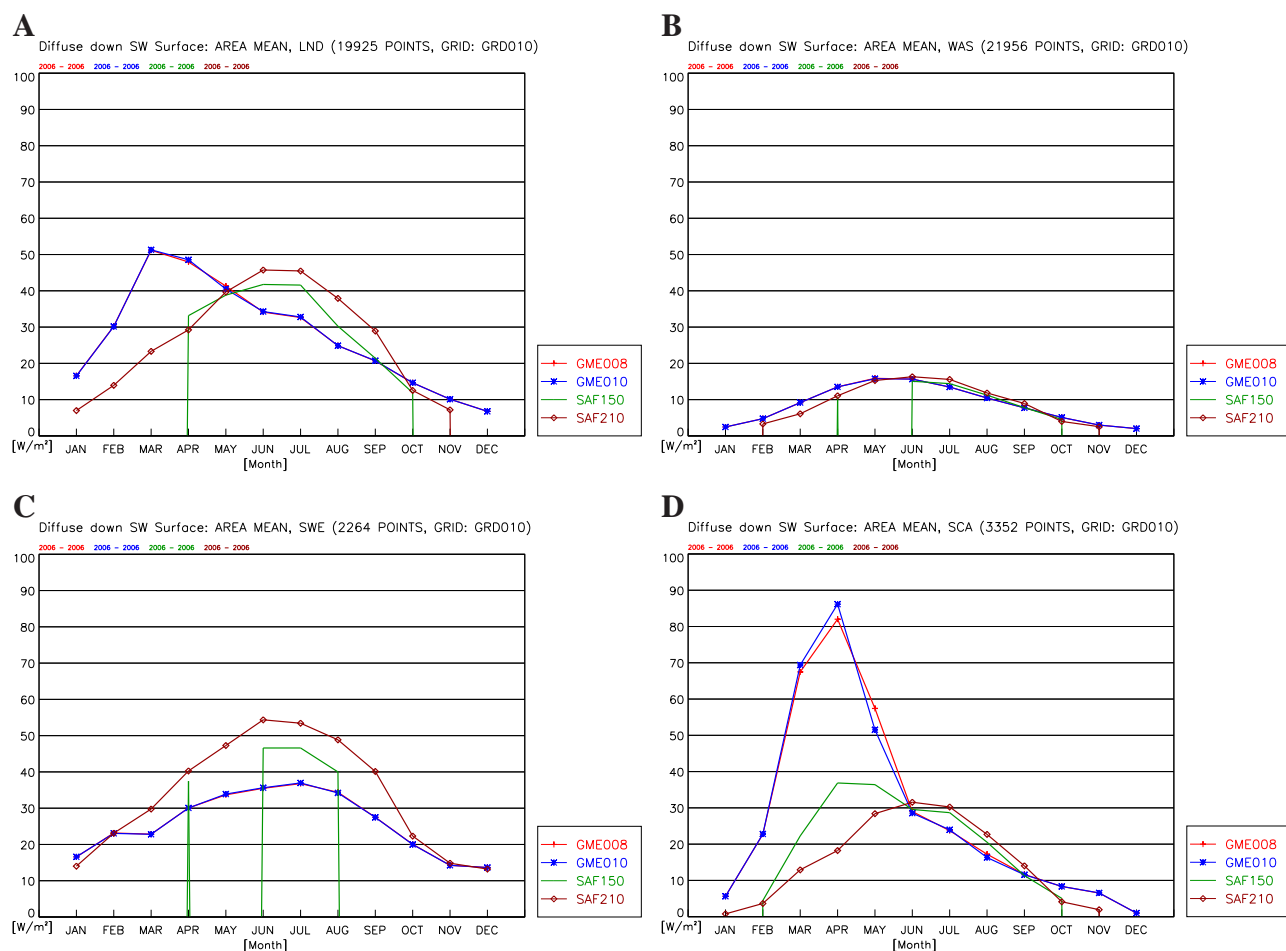 A
Diffuse down SW Surface: AREA MEAN, LND (19925 POINTS, GRID: GRD010)
2006 - 2006 2006 - 2006 2006 - 2006 2006 - 2006
100
90
80
70
60
50
40
30
20
10
0
[W/m²]
JAN FEB MAR APR MAY JUN JUL AUG SEP OCT NOV DEC
[Month]
GME008
GME010
SAF150
SAF210
B
Diffuse down SW Surface: AREA MEAN, WAS (21956 POINTS, GRID: GRD010)
2006 - 2006 2006 - 2006 2006 - 2006 2006 - 2006
100
90
80
70
60
50
40
30
20
10
0
[W/m²]
JAN FEB MAR APR MAY JUN JUL AUG SEP OCT NOV DEC
[Month]
GME008
GME010
SAF150
SAF210
C
Diffuse down SW Surface: AREA MEAN, SWE (2264 POINTS, GRID: GRD010)
2006 - 2006 2006 - 2006 2006 - 2006 2006 - 2006
100
90
80
70
60
50
40
30
20
10
0
[W/m²]
JAN FEB MAR APR MAY JUN JUL AUG SEP OCT NOV DEC
[Month]
GME008
GME010
SAF150
SAF210
D
Diffuse down SW Surface: AREA MEAN, SCA (3352 POINTS, GRID: GRD010)
2006 - 2006 2006 - 2006 2006 - 2006 2006 - 2006
100
90
80
70
60
50
40
30
20
10
0
[W/m²]
JAN FEB MAR APR MAY JUN JUL AUG SEP OCT NOV DEC
[Month]
GME008
GME010
SAF150
SAF210